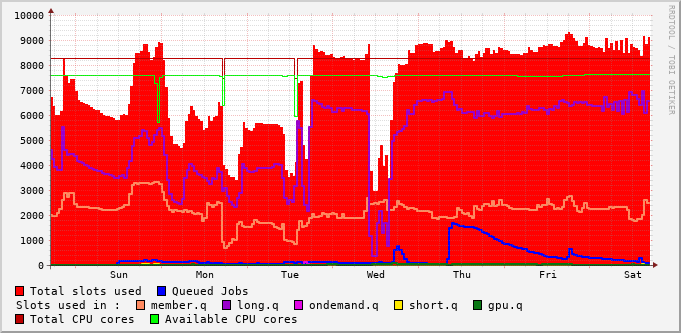 10000
9000
8000
7000
6000
5000
4000
3000
2000
1000
0
Sun Mon Tue Wed Thu Fri Sat
RRDTOOL / TOBI OETIKER
Total slots used Queued Jobs
Slots used in : member.q long.q ondemand.q short.q gpu.q
Total CPU cores Available CPU cores